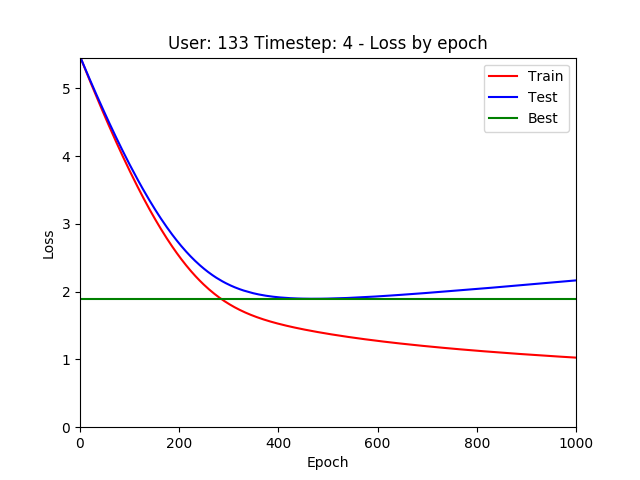 User: 133 Timestep: 4 - Loss by epoch
Train
Test
Best
Loss
5
4
3
2
1
0
0 200 400 600 800 1000
Epoch